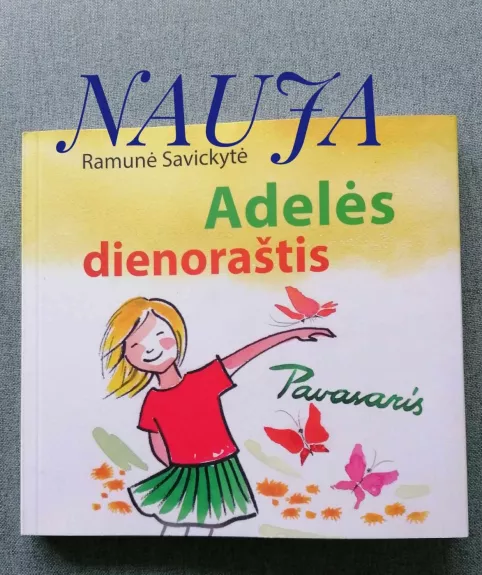 NAUJA
Ramunė Savickytė
Adelės
dienoraštis
Pavasaris